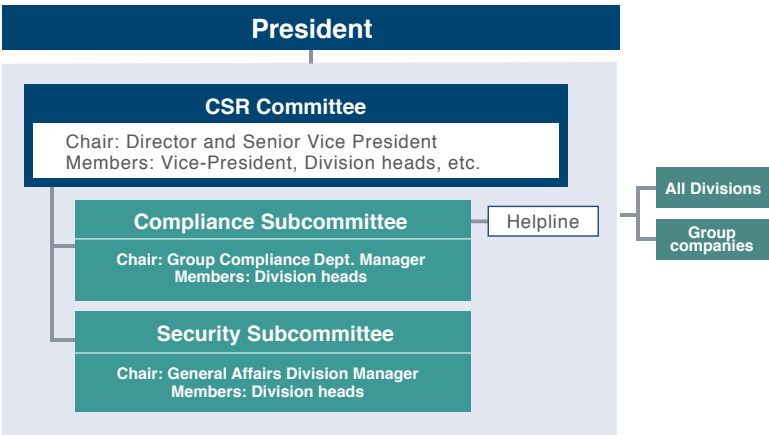 President
CSR Committee
Chair: Director and Senior Vice President
Members: Vice-President, Division heads, etc.
Compliance Subcommittee
Chair: Group Compliance Dept. Manager
Members: Division heads
Helpline
All Divisions
Group
companies
Security Subcommittee
Chair: General Affairs Division Manager
Members: Division heads